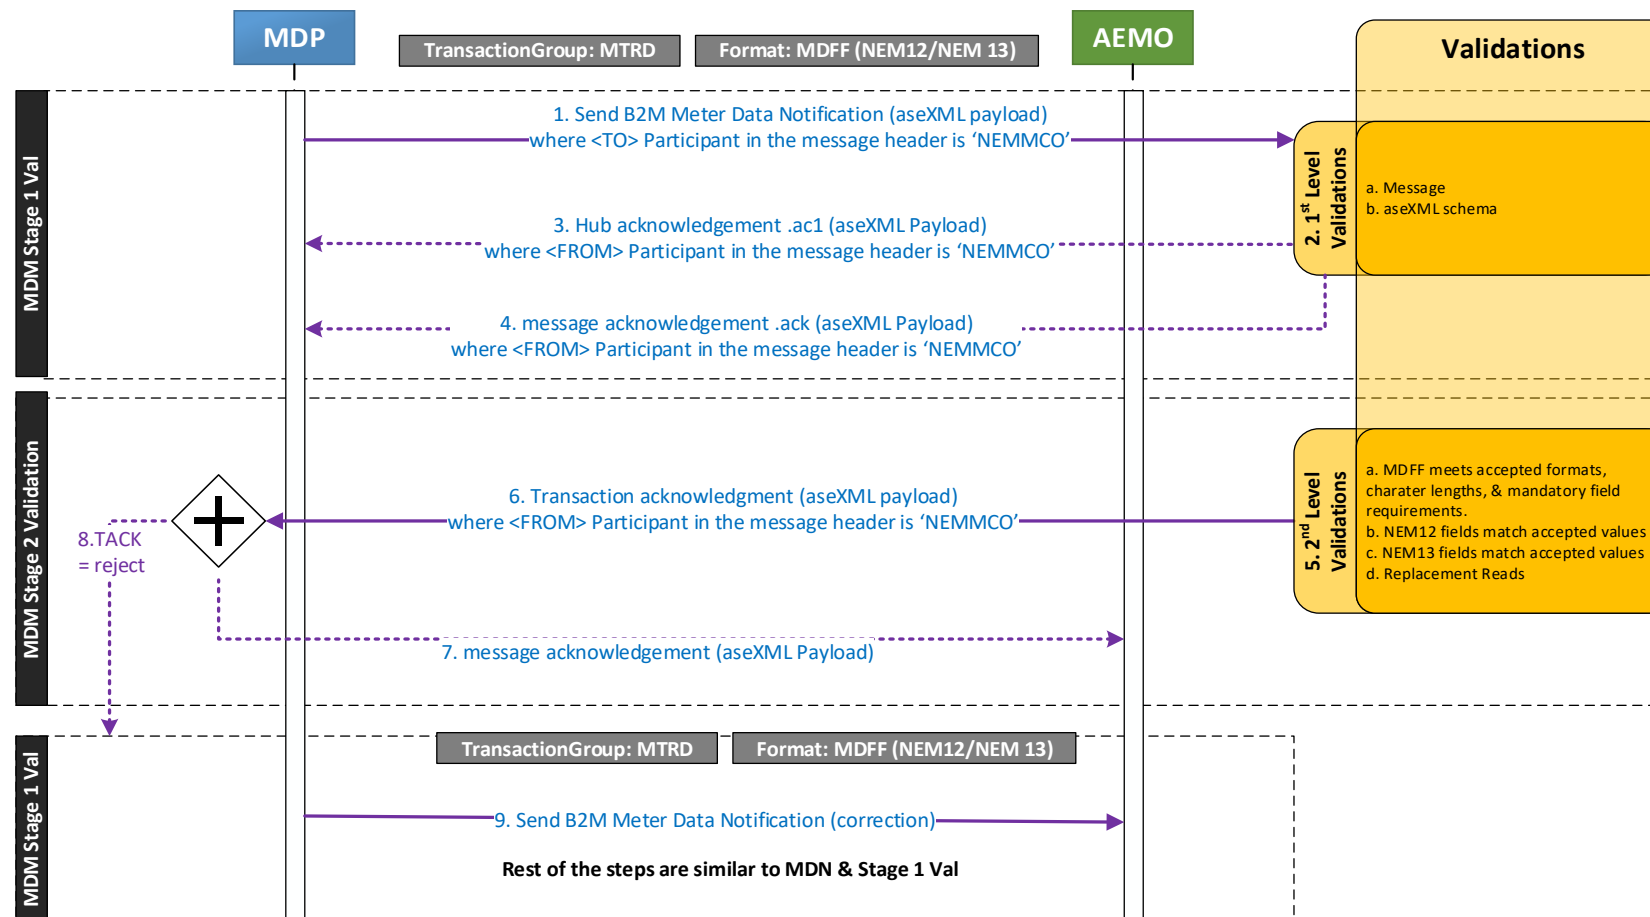 MDP
TransactionGroup: MTRD
Format: MDFF (NEM12/NEM 13)
AEMO
Validations
MDM Stage 1 Val
1. Send B2M Meter Data Notification (aseXML payload)
where <TO> Participant in the message header is ‘NEMMCO’
2. 1st Level
Validations
a. Message
b. aseXML schema
3. Hub acknowledgement .ac1 (aseXML Payload)
where <FROM> Participant in the message header is ‘NEMMCO’
4. message acknowledgement .ack (aseXML Payload)
where <FROM> Participant in the message header is ‘NEMMCO’
MDM Stage 2 Validation
5. 2nd Level
Validations
a. MDFF meets accepted formats,
charater lengths, & mandatory field
requirements.
b. NEM12 fields match accepted values
c. NEM13 fields match accepted values
d. Replacement Reads
6. Transaction acknowledgment (aseXML payload)
where <FROM> Participant in the message header is ‘NEMMCO’
8.TACK
= reject
7. message acknowledgement (aseXML Payload)
MDM Stage 1 Val
TransactionGroup: MTRD
Format: MDFF (NEM12/NEM 13)
9. Send B2M Meter Data Notification (correction)
Rest of the steps are similar to MDN & Stage 1 Val